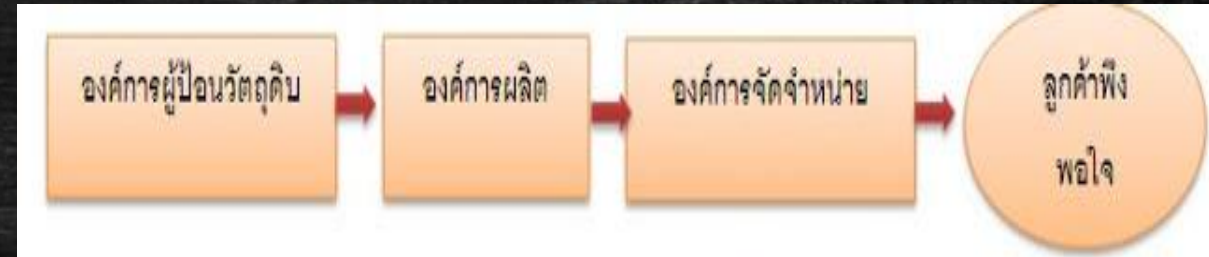 องค์การผู้ป้อนวัตถุดิบ
องค์การผลิต
องค์การจัดจำหน่าย
ลูกค้าพึง
พอใจ